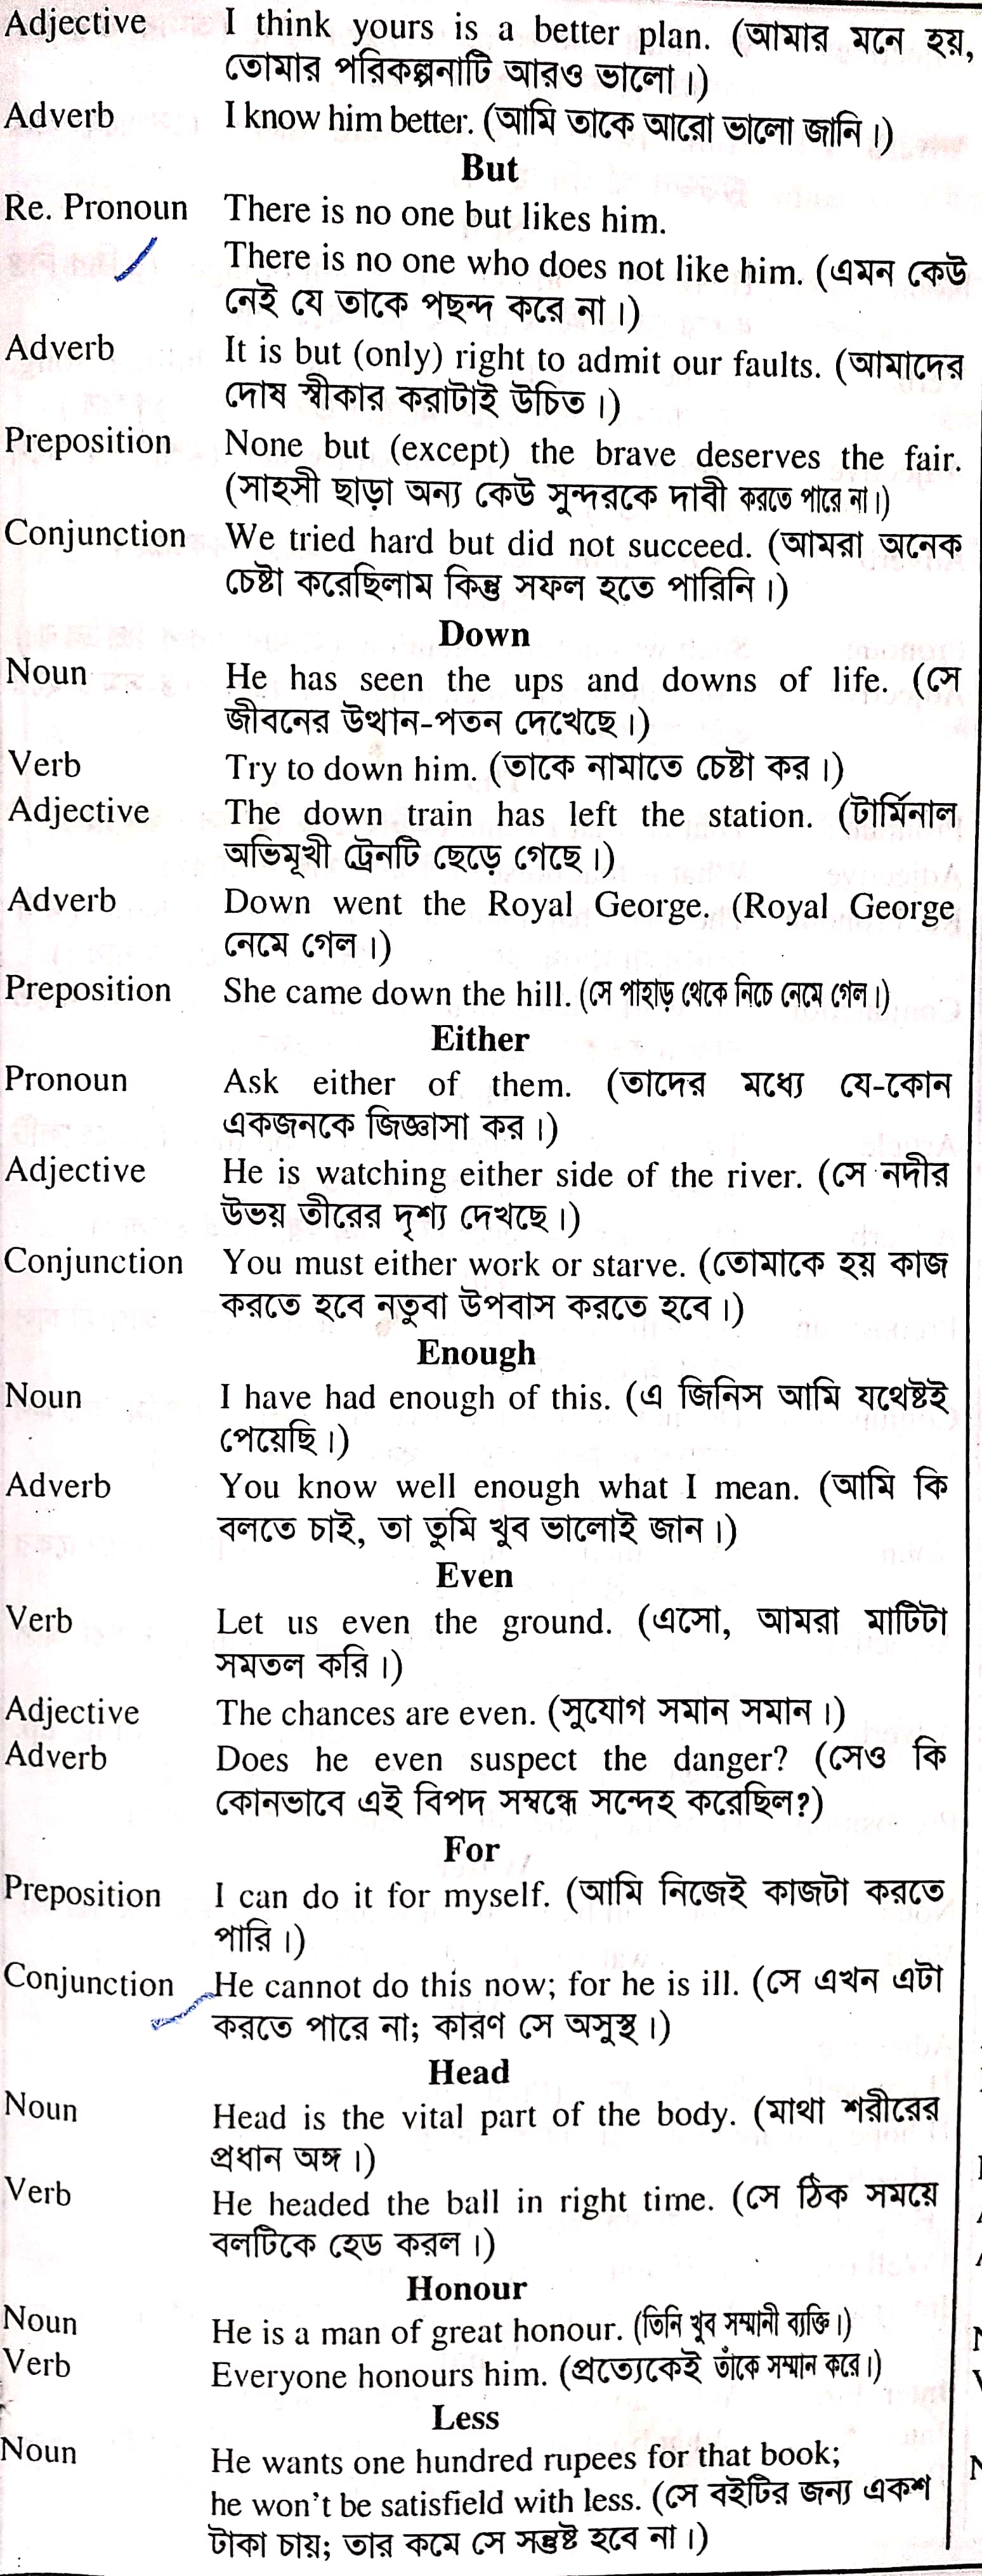 Adjective I think yours is a better plan. (আমার মনে হয়,
তোমার পরিকল্পনাটি আরও ভালো।)
Adverb I know him better. (আমি তাকে আরো ভালো জানি।)
But
Re. Pronoun There is no one but likes him.
There is no one who does not like him. (এমন কেউ
নেই যে তাকে পছন্দ করে না।)
Adverb It is but (only) right to admit our faults. (আমাদের
দোষ স্বীকার করাটাই উচিত।)
Preposition None but (except) the brave deserves the fair.
(সাহসী ছাড়া অন্য কেউ সুন্দরকে দাবী করতে পারে না।)
Conjunction We tried hard but did not succeed. (আমরা অনেক
চেষ্টা করেছিলাম কিন্তু সফল হতে পারিনি।)
Down
Noun He has seen the ups and downs of life. (সে
জীবনের উত্থান-পতন দেখেছে।)
Verb Try to down him. (তাকে নামাতে চেষ্টা কর।)
Adjective The down train has left the station. (টার্মিনাল
অভিমূখী ট্রেনটি ছেড়ে গেছে।)
Adverb Down went the Royal George. (Royal George
নেমে গেল।)
Preposition She came down the hill. (সে পাহাড় থেকে নিচে নেমে গেল।)
Either
Pronoun Ask either of them. (তাদের মধ্যে যে-কোন
একজনকে জিজ্ঞাসা কর।)
Adjective He is watching either side of the river. (সে নদীর
উভয় তীরের দৃশ্য দেখছে।)
Conjunction You must either work or starve. (তোমাকে হয় কাজ
করতে হবে নতুবা উপবাস করতে হবে।)
Enough
Noun I have had enough of this. (এ জিনিস আমি যথেষ্টই
পেয়েছি।)
Adverb You know well enough what I mean. (আমি কি
বলতে চাই, তা তুমি খুব ভালোই জান।)
Even
Verb Let us even the ground. (এসো, আমরা মাটিটা
সমতল করি।)
Adjective The chances are even. (সুযোগ সমান সমান।)
Adverb Does he even suspect the danger? (সেও কি
কোনভাবে এই বিপদ সম্বন্ধে সন্দেহ করেছিল?)
For
Preposition I can do it for myself. (আমি নিজেই কাজটা করতে
পারি।)
Conjunction He cannot do this now; for he is ill. (সে এখন এটা
করতে পারে না; কারণ সে অসুস্থ।)
Head
Noun Head is the vital part of the body. (মাথা শরীরের
প্রধান অঙ্গ।)
Verb He headed the ball in right time. (সে ঠিক সময়ে
বলটিকে হেড করল।)
Honour
Noun He is a man of great honour. (তিনি খুব সম্মানী ব্যক্তি।)
Verb Everyone honours him. (প্রত্যেকেই তাঁকে সম্মান করে।)
Less
Noun He wants one hundred rupees for that book;
he won't be satisfield with less. (সে বইটির জন্য একশ
টাকা চায়; তার কমে সে সন্তুষ্ট হবে না।)